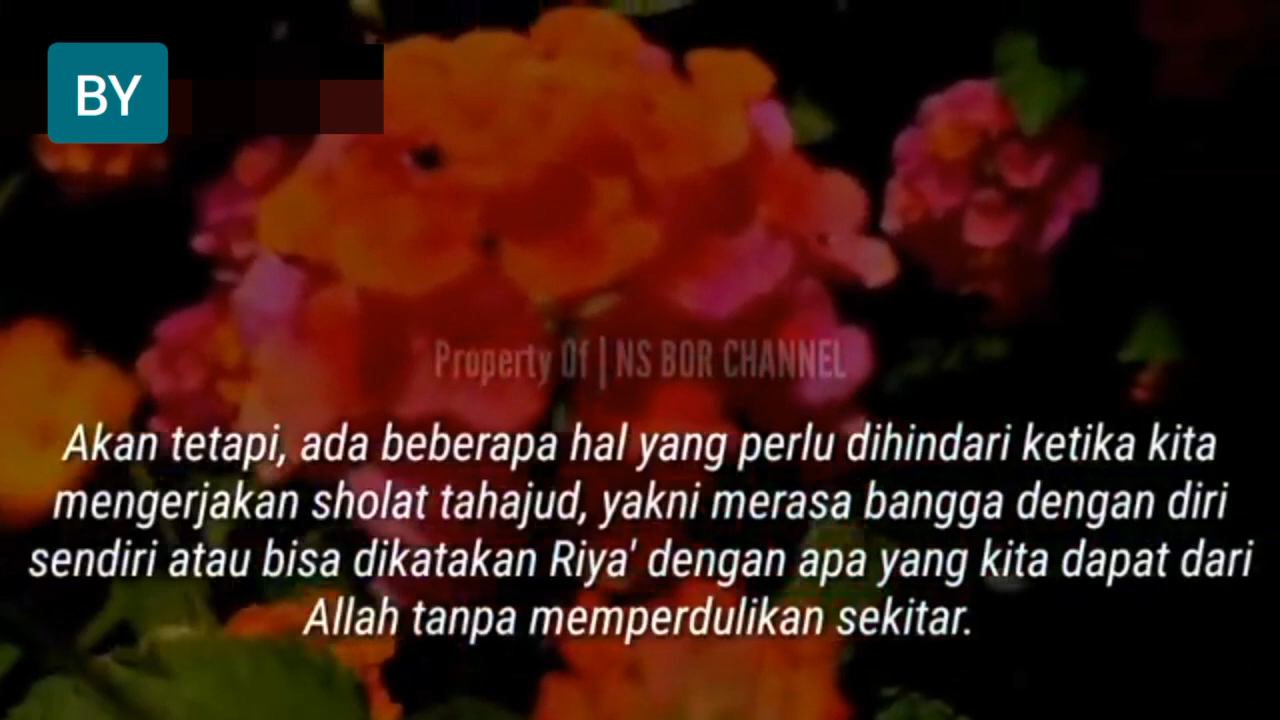 BY
Property Of | NS BOR CHANNEL
Akan tetapi, ada beberapa hal yang perlu dihindari ketika kita
mengerjakan sholat tahajud, yakni merasa bangga dengan diri
sendiri atau bisa dikatakan Riya' dengan apa yang kita dapat dari
Allah tanpa memperdulikan sekitar.